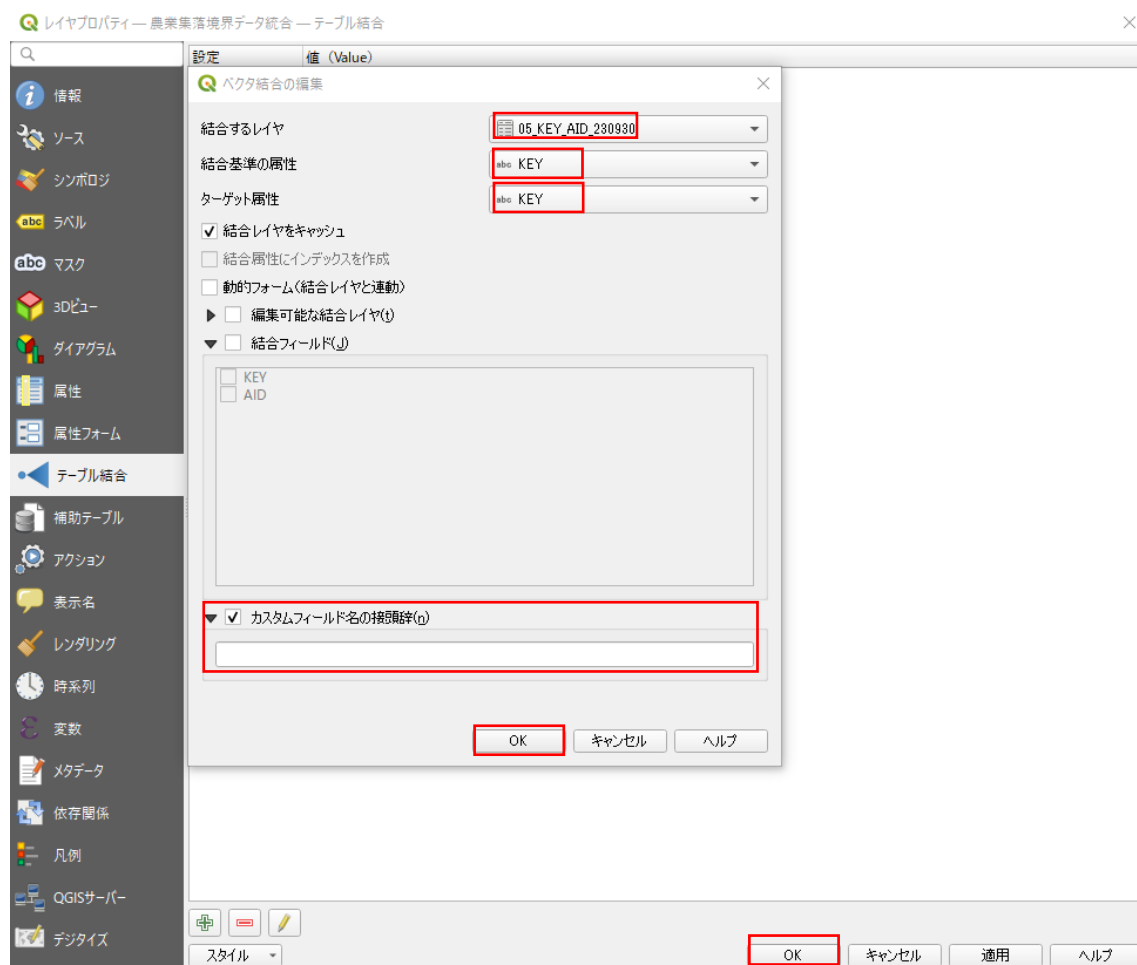 レイヤプロパティ — 農業集落境界データ統合 — テーブル結合
設定 値 (Value)
情報
ソース
シンボロジ
abc ラベル
abc マスク
3Dビュー
ダイアグラム
属性
属性フォーム
テーブル結合
補助テーブル
アクション
表示名
レンダリング
時系列
変数
メタデータ
依存関係
凡例
QGISサーバー
デジタイズ
ベクタ結合の編集
結合するレイヤ 05_KEY_AID_230930
結合基準の属性 abc KEY
ターゲット属性 abc KEY
結合レイヤをキャッシュ
結合属性にインデックスを作成
動的フォーム(結合レイヤと連動)
編集可能な結合レイヤ(t)
結合フィールド(J)
KEY
AID
カスタムフィールド名の接頭辞(n)
OK キャンセル ヘルプ
スタイル OK キャンセル 適用 ヘルプ